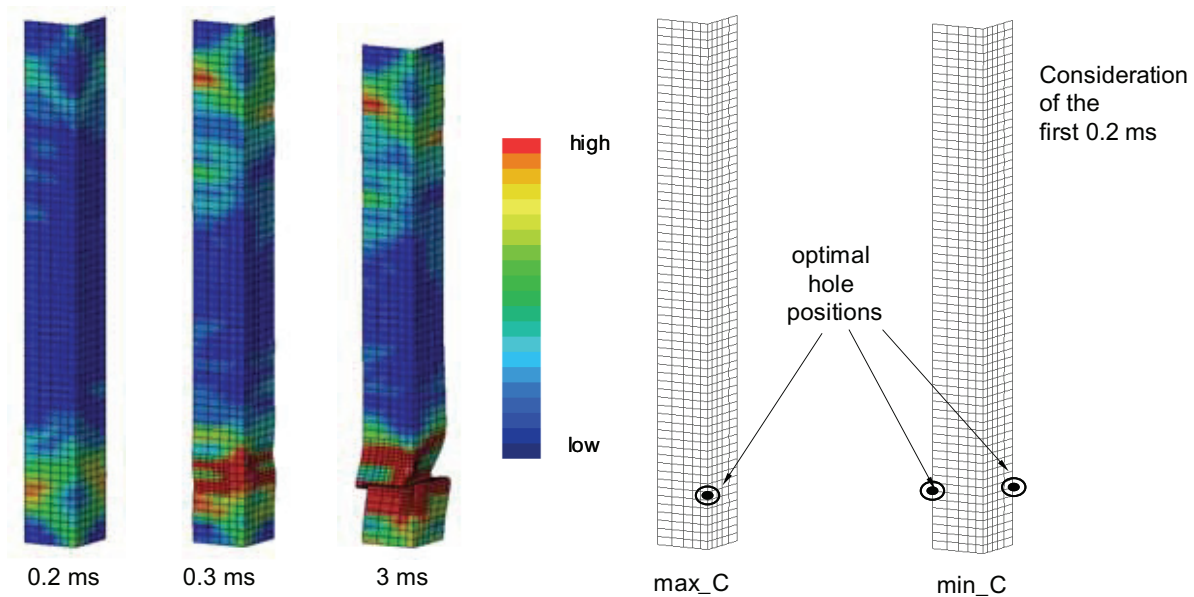 0.2 ms
0.3 ms
3 ms
high
low
optimal
hole
positions
max_C
min_C
Consideration
of the
first 0.2 ms